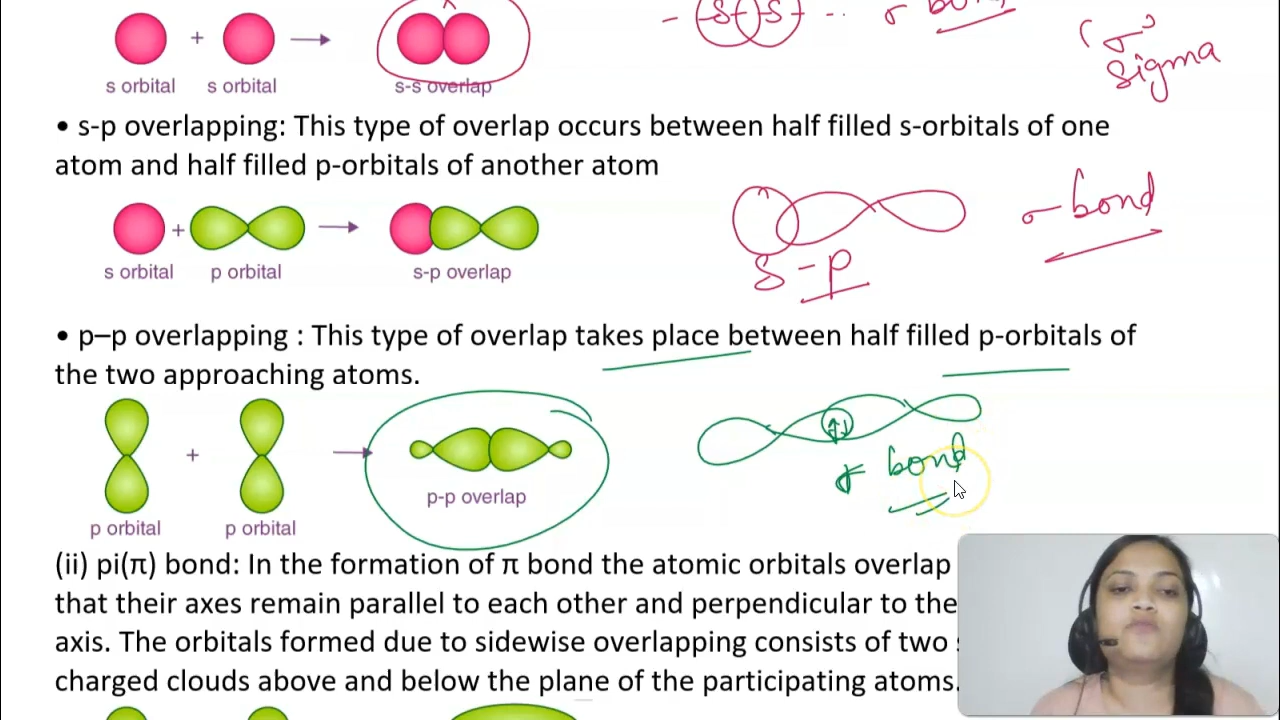 -S S- .. σ bond
(σ)
sigma
s orbital + s orbital → s-s overlap
• s-p overlapping: This type of overlap occurs between half filled s-orbitals of one
atom and half filled p-orbitals of another atom
σ bond
s orbital + p orbital → s-p overlap
S-p
• p–p overlapping : This type of overlap takes place between half filled p-orbitals of
the two approaching atoms.
bond
p orbital + p orbital → p-p overlap
(ii) pi(π) bond: In the formation of π bond the atomic orbitals overlap
that their axes remain parallel to each other and perpendicular to the
axis. The orbitals formed due to sidewise overlapping consists of two
charged clouds above and below the plane of the participating atoms.